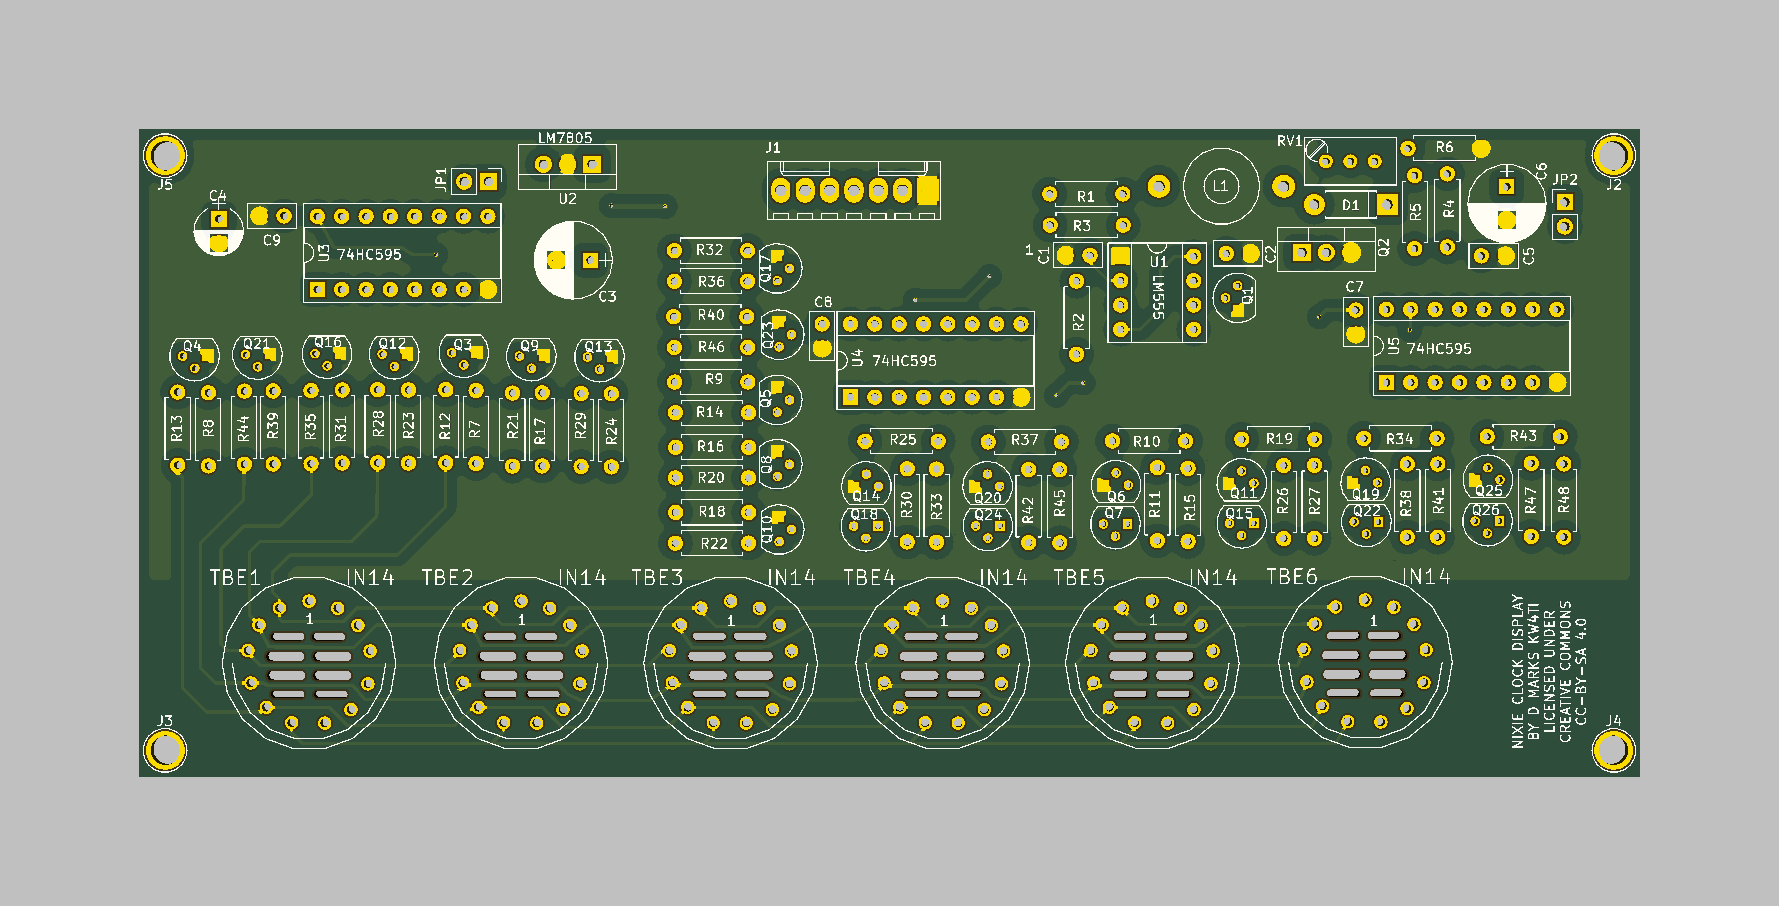 LM7805
J1
RV1
R6
J5
JP1
U2
C4
C9
U3
74HC595
C3
R1
R3
L1
D1
R5
R4
C6
JP2
J2
1
C1
U1
LM555
C2
Q2
C5
Q1
R2
C7
U5
74HC595
C8
U4
74HC595
R32
Q17
R36
R40
Q23
R46
R9
Q5
R14
R16
Q8
R20
R18
Q10
R22
Q4
Q21
Q16
Q12
Q3
Q9
Q13
R13
R8
R44
R39
R35
R31
R28
R23
R12
R7
R21
R17
R29
R24
R25
R37
R10
R19
R34
R43
Q14
Q20
Q6
Q11
Q19
Q25
Q18
Q24
Q7
Q15
Q22
Q26
R30
R33
R42
R45
R11
R15
R26
R27
R38
R41
R47
R48
TBE1 IN14
TBE2 IN14
TBE3 IN14
TBE4 IN14
TBE5 IN14
TBE6 IN14
1
1
1
1
1
1
NIXIE CLOCK DISPLAY
BY D MARKS KW4TI
LICENSED UNDER
CREATIVE COMMONS
CC-BY-SA 4.0
J3
J4